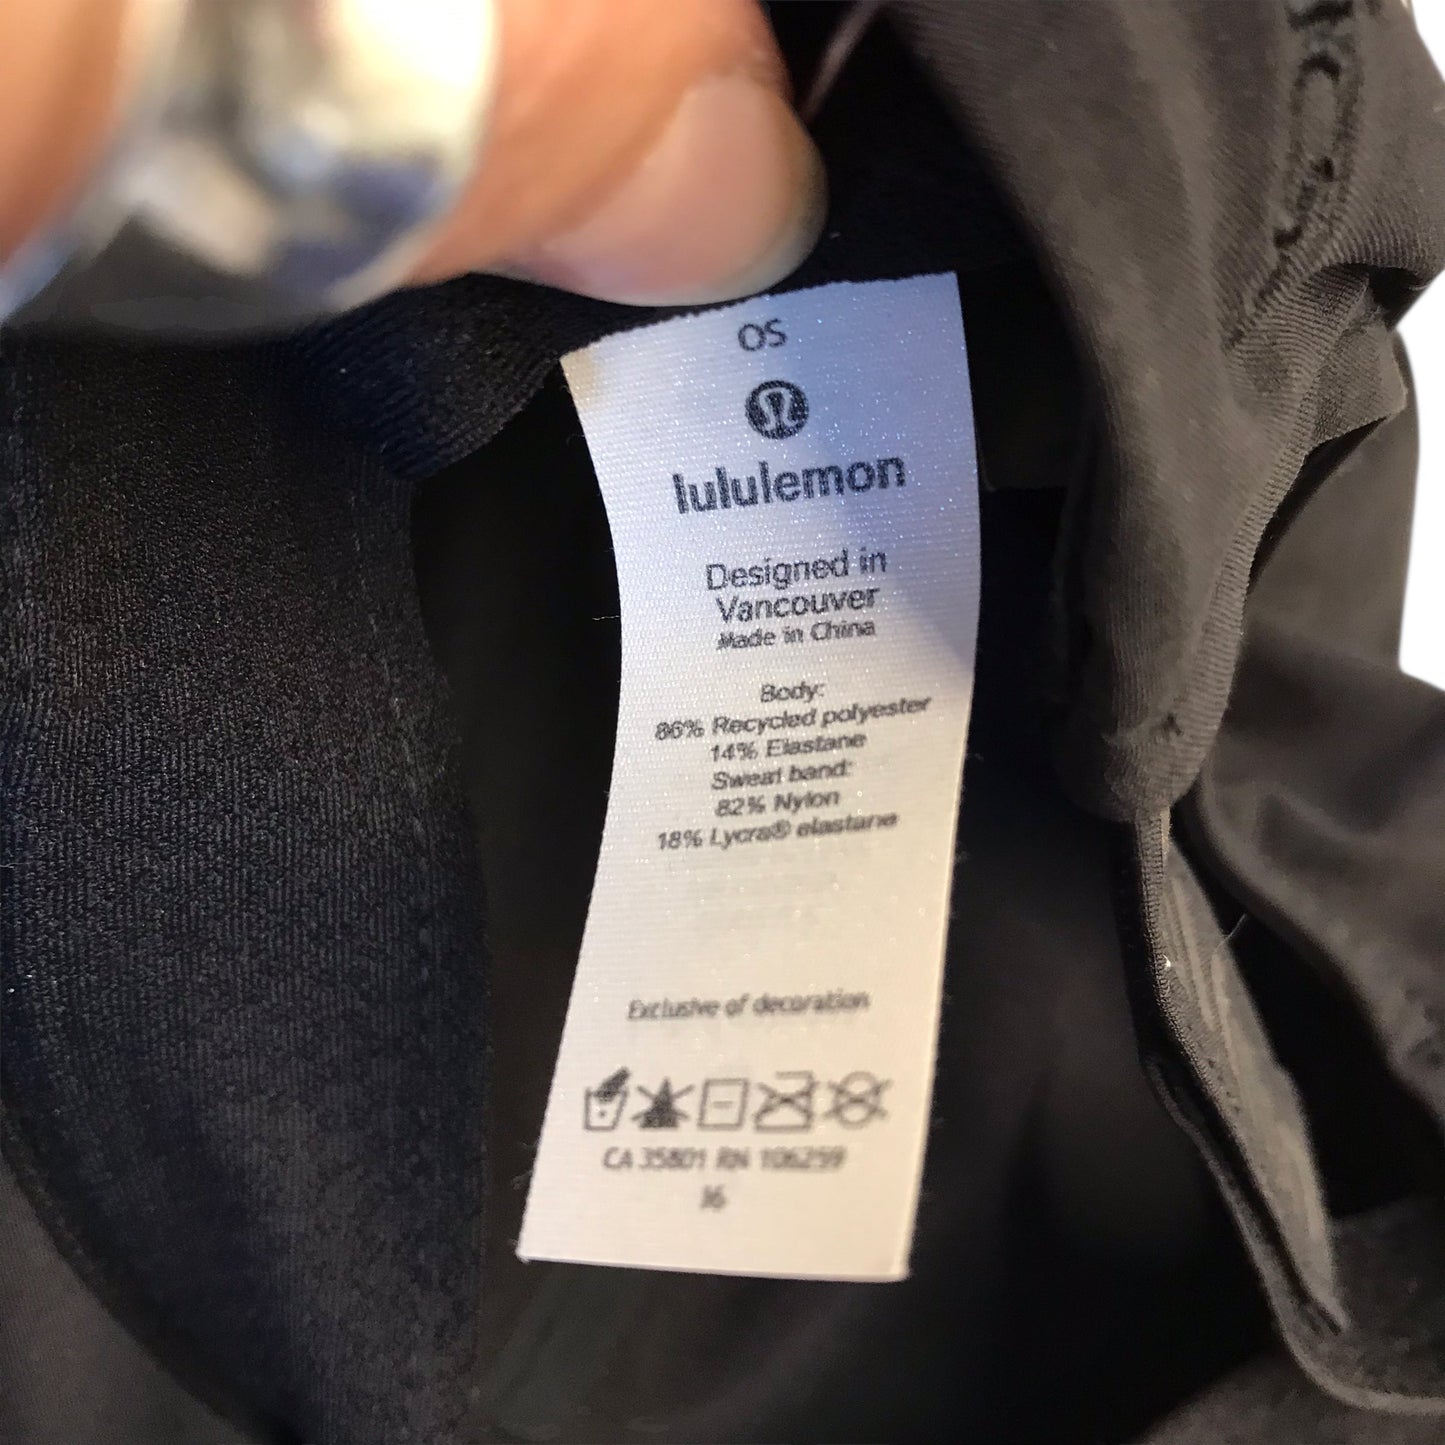 OS
lululemon
Designed in
Vancouver
Made in China
Body:
86% Recycled polyester
14% Elastane
Sweat band:
82% Nylon
18% Lycra® elastane
Exclusive of decoration
CA 35801 RN 106259